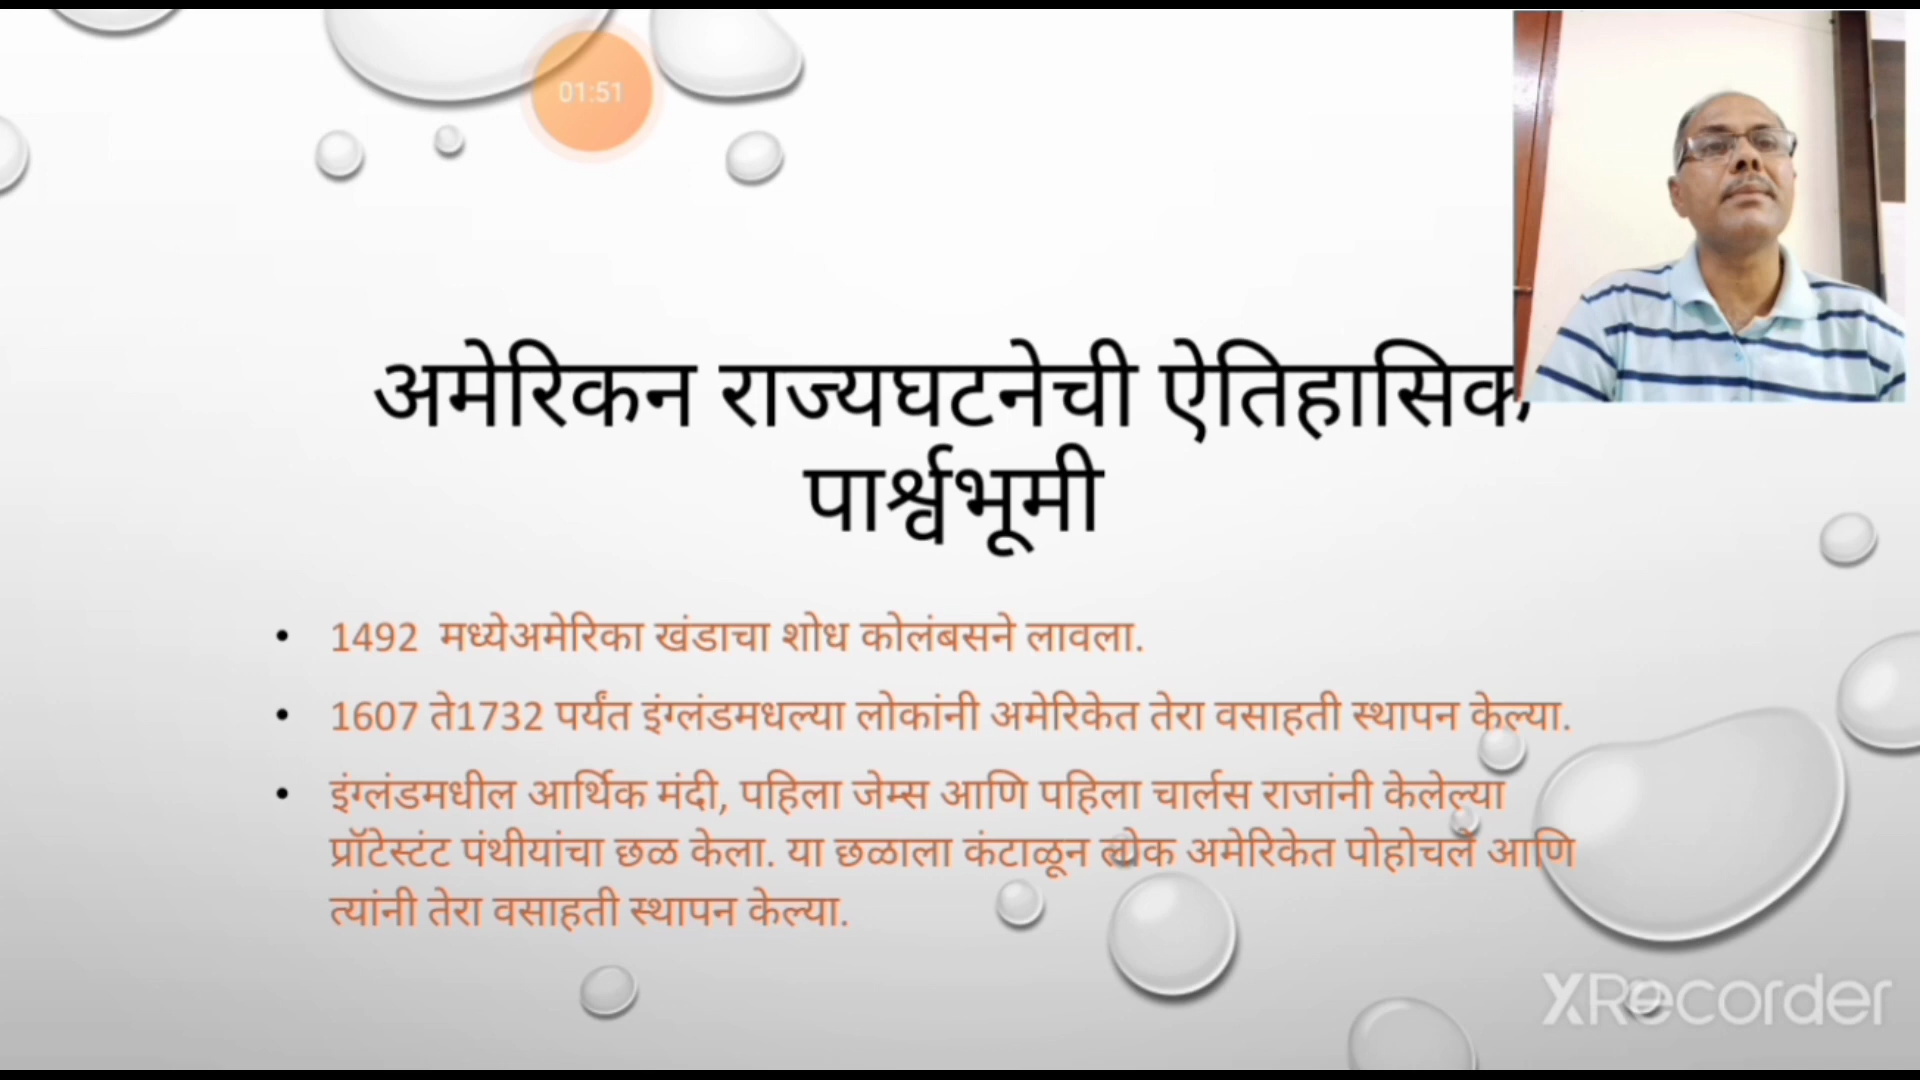 01:51
अमेरिकन राज्यघटनेची ऐतिहासिक
पार्श्वभूमी
• 1492 मध्येअमेरिका खंडाचा शोध कोलंबसने लावला.
• 1607 ते1732 पर्यंत इंग्लंडमधल्या लोकांनी अमेरिकेत तेरा वसाहती स्थापन केल्या.
• इंग्लंडमधील आर्थिक मंदी, पहिला जेम्स आणि पहिला चार्लस राजांनी केलेल्या
प्रॉटेस्टंट पंथीयांचा छळ केला. या छळाला कंटाळून लोक अमेरिकेत पोहोचले आणि
त्यांनी तेरा वसाहती स्थापन केल्या.
XRecorder